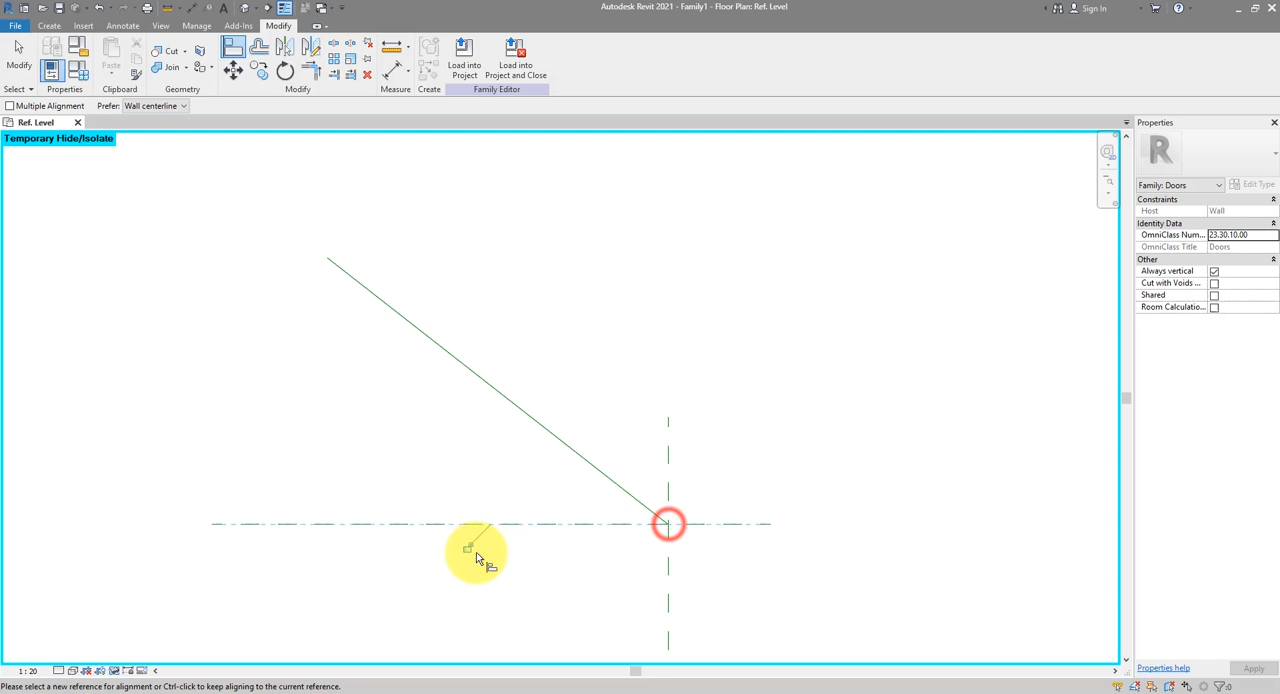 Autodesk Revit 2021 - Family1 - Floor Plan: Ref. Level
Sign In
File Create Insert Annotate View Manage Add-Ins Modify
Modify
Paste
Cut
Join
Load into
Project
Load into
Project and Close
Select Properties Clipboard Geometry Modify Measure Create Family Editor
Multiple Alignment Prefer: Wall centerline
Ref. Level
Temporary Hide/Isolate
Properties
R
Family: Doors Edit Type
Constraints
Host Wall
Identity Data
OmniClass Num... 23.30.10.00
OmniClass Title Doors
Other
Always vertical
Cut with Voids ...
Shared
Room Calculatio...
Properties help Apply
1 : 20
Please select a new reference for alignment or Ctrl-click to keep aligning to the current reference.
:0